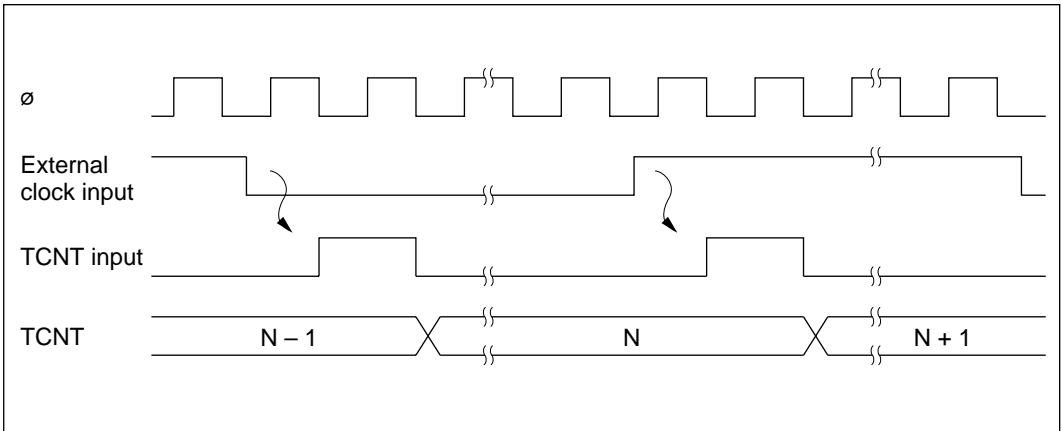 ø
External
clock input
TCNT input
TCNT
N – 1
N
N + 1